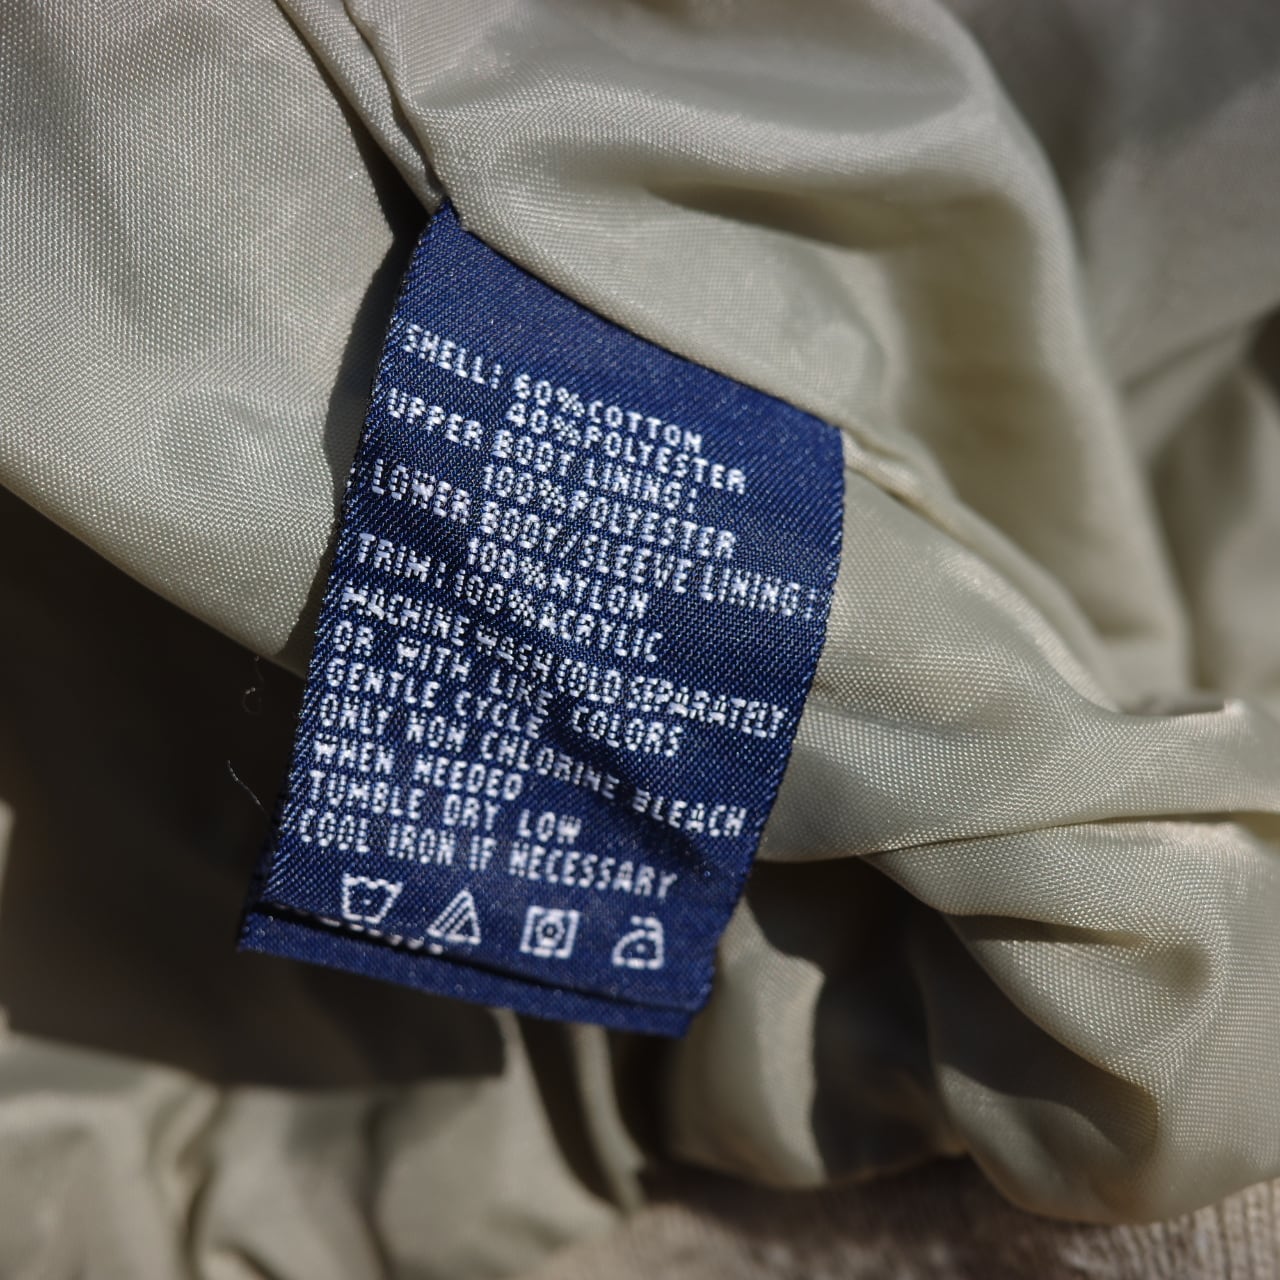 SHELL: 60%COTTON
40%POLYESTER
UPPER BODY LINING:
100%POLYESTER
LOWER BODY/SLEEVE LINING:
100%NYLON
TRIM:100%ACRYLIC
MACHINE WASH COLD SEPARATELY
OR WITH LIKE COLORS
GENTLE CYCLE
ONLY NON CHLORINE BLEACH
WHEN NEEDED
TUMBLE DRY LOW
COOL IRON IF NECESSARY